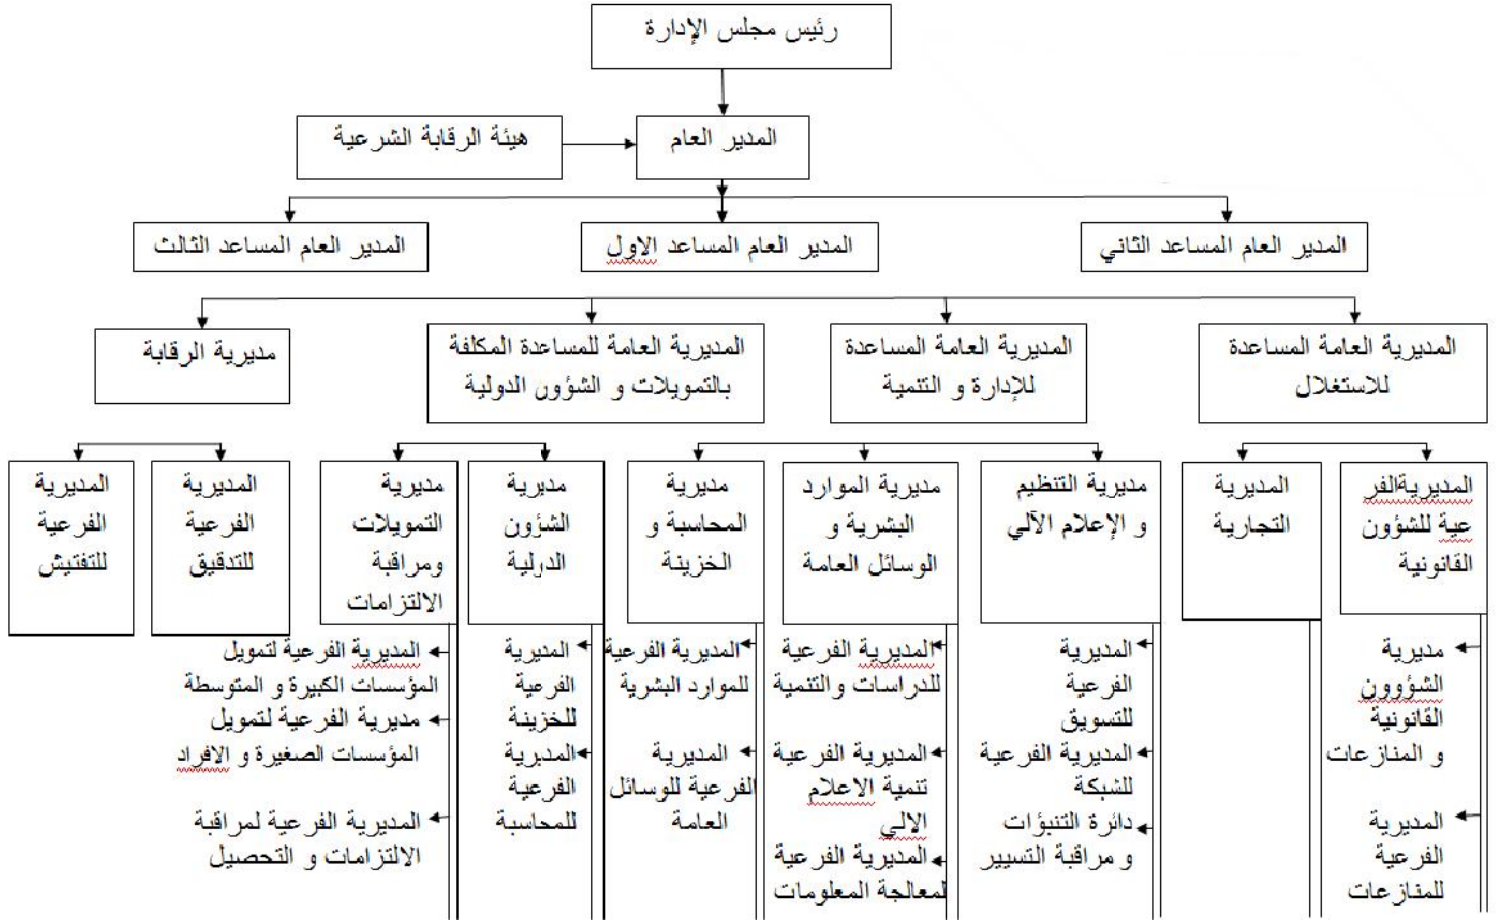 رئيس مجلس الإدارة
المدير العام
هيئة الرقابة الشرعية
المدير العام المساعد الثاني
المدير العام المساعد الاول
المدير العام المساعد الثالث
المديرية العامة المساعدة
للاستغلال
المديرية العامة المساعدة
للإدارة و التنمية
المديرية العامة للمساعدة المكلفة
بالتمويلات و الشؤون الدولية
مديرية الرقابة
المديريةالفر
عية للشؤون
القانونية
المديرية
التجارية
مديرية التنظيم
و الإعلام الآلي
مديرية الموارد
البشرية و
الوسائل العامة
مديرية
المحاسبة و
الخزينة
مديرية
الشؤون
الدولية
مديرية
التمويلات
ومراقبة
الالتزامات
المديرية
الفرعية
للتدقيق
المديرية
الفرعية
للتفتيش
مديرية
الشؤوون
القانونية
و المنازعات
المديرية
الفرعية
للمنازعات
المديرية
الفرعية
للتسويق
المديرية الفرعية
للشبكة
دائرة التنبؤات
و مراقبة التسيير
المديرية الفرعية
للدراسات والتنمية
المديرية الفرعية
تنمية الاعلام
الالي
المديرية الفرعية
لمعالجة المعلومات
المديرية الفرعية
للموارد البشرية
المديرية
الفرعية للوسائل
العامة
المديرية
الفرعية
للخزينة
المديرية
الفرعية
للمحاسبة
المديرية الفرعية لتمويل
المؤسسات الكبيرة و المتوسطة
مديرية الفرعية لتمويل
المؤسسات الصغيرة و الافراد
المديرية الفرعية لمراقبة
الالتزامات و التحصيل